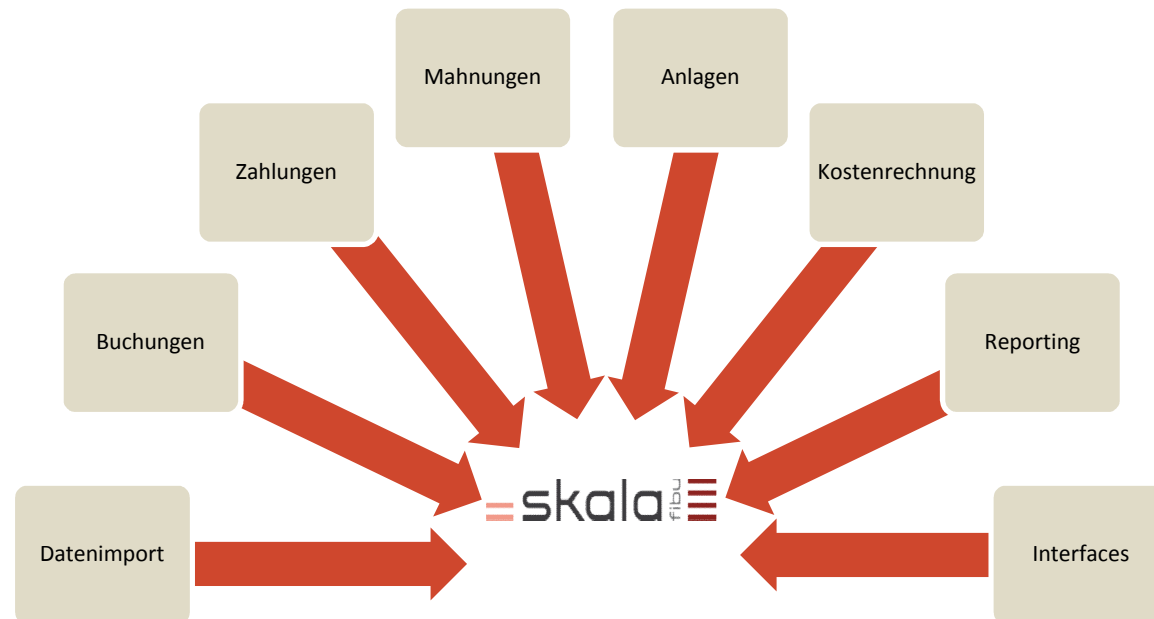 Mahnungen
Anlagen
Zahlungen
Kostenrechnung
Buchungen
Reporting
skala fibu
Datenimport
Interfaces